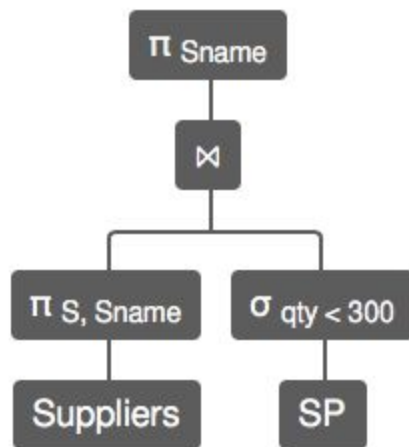 π Sname
⋈
π S, Sname
σ qty < 300
Suppliers
SP